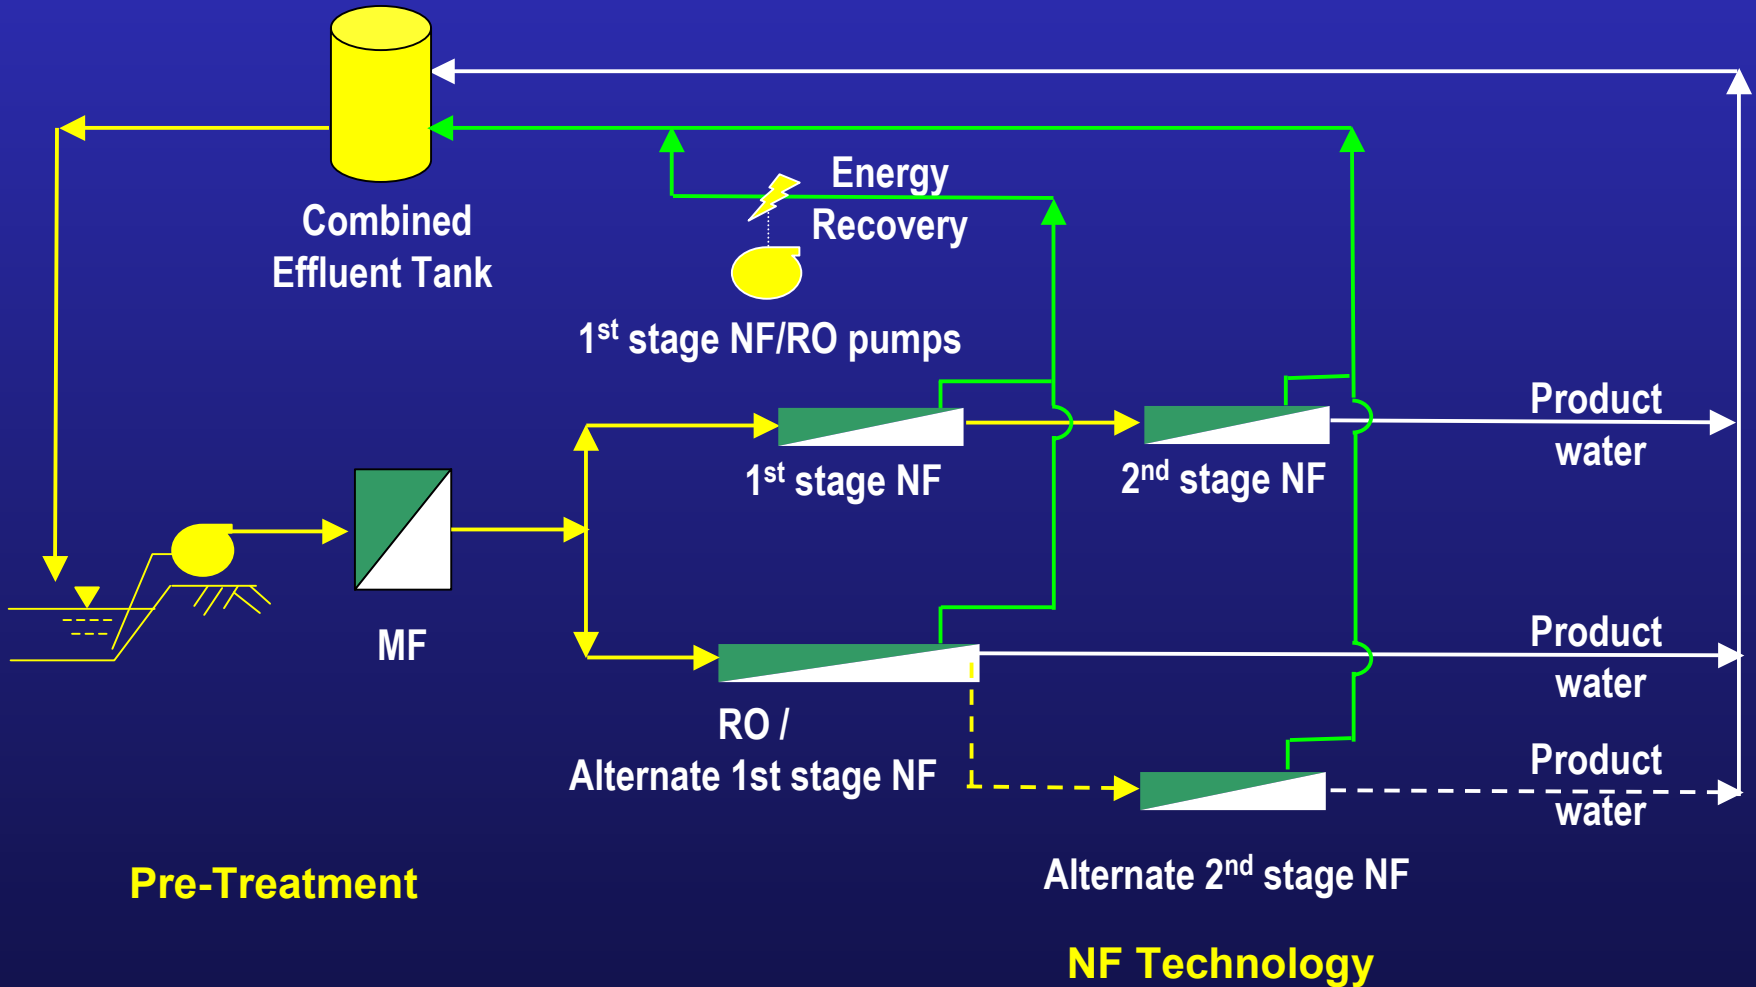 Energy
Recovery
Combined
Effluent Tank
1st stage NF/RO pumps
Product
water
1st stage NF
2nd stage NF
MF
Product
water
RO /
Alternate 1st stage NF
Product
water
Alternate 2nd stage NF
Pre-Treatment
NF Technology